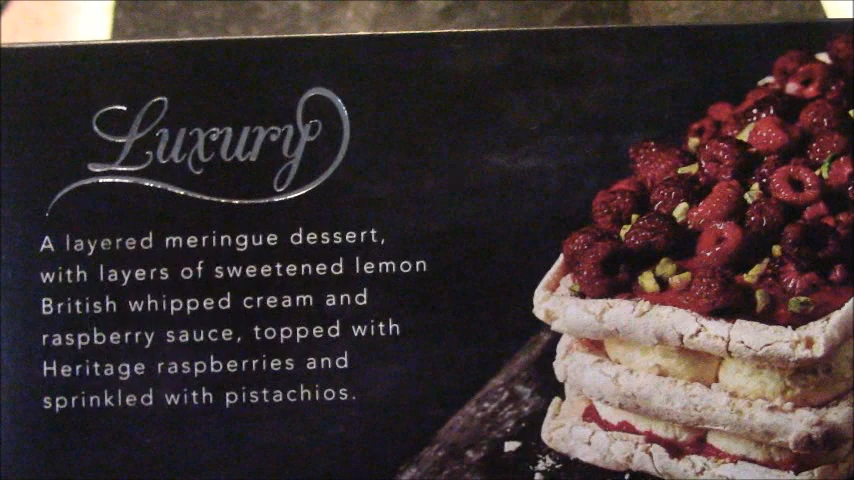 Luxury
A layered meringue dessert,
with layers of sweetened lemon
British whipped cream and
raspberry sauce, topped with
Heritage raspberries and
sprinkled with pistachios.